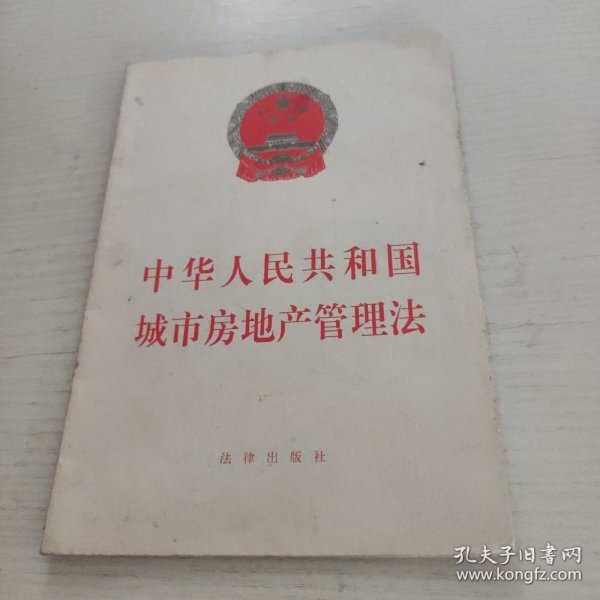 中华人民共和国
城市房地产管理法
法律出版社
孔夫子旧书网
www.kongfz.com